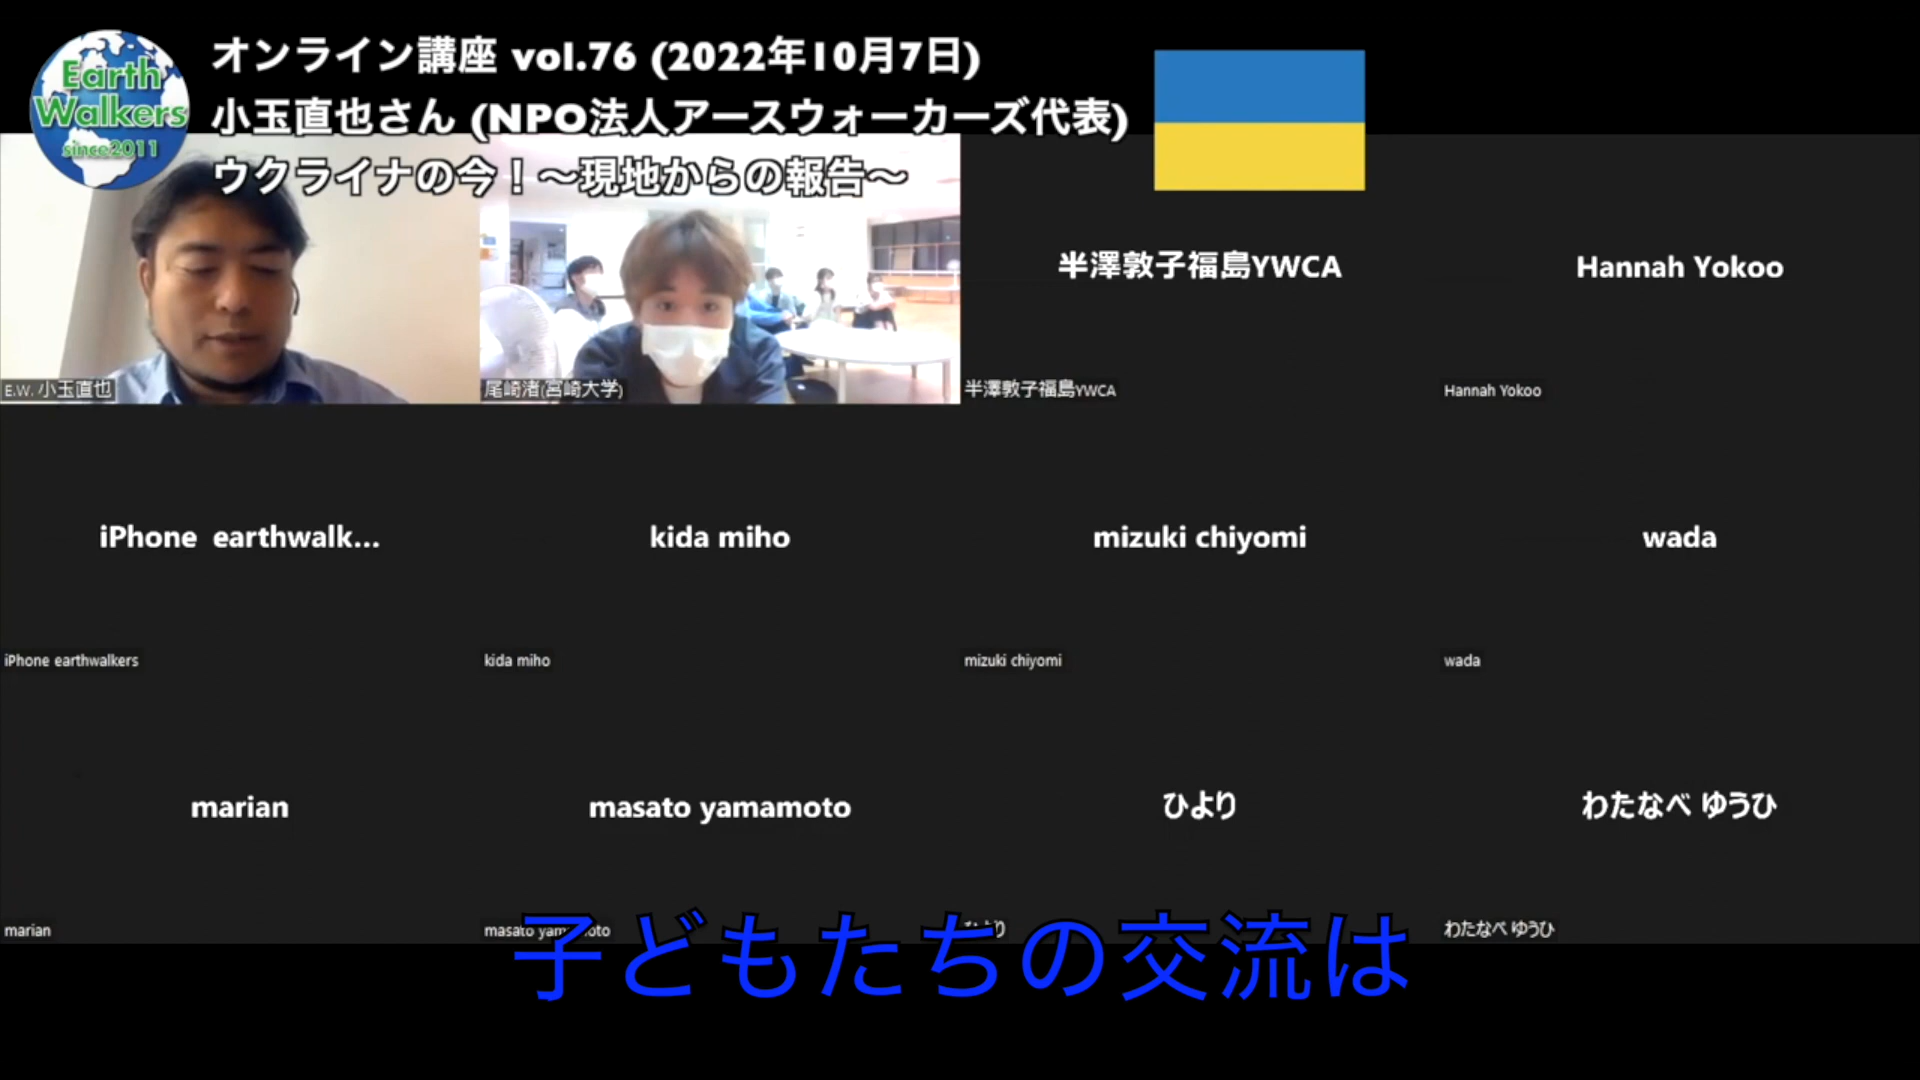 Earth
Walkers
since2011
オンライン講座 vol.76 (2022年10月7日)
小玉直也さん (NPO法人アースウォーカーズ代表)
ウクライナの今！〜現地からの報告〜
E.W. 小玉直也
尾崎渚(宮崎大学)
半澤敦子福島YWCA
半澤敦子福島YWCA
Hannah Yokoo
Hannah Yokoo
iPhone earthwalk...
iPhone earthwalkers
kida miho
kida miho
mizuki chiyomi
mizuki chiyomi
wada
wada
marian
marian
masato yamamoto
masato yamamoto
ひより
ひより
わたなべ ゆうひ
わたなべ ゆうひ
子どもたちの交流は